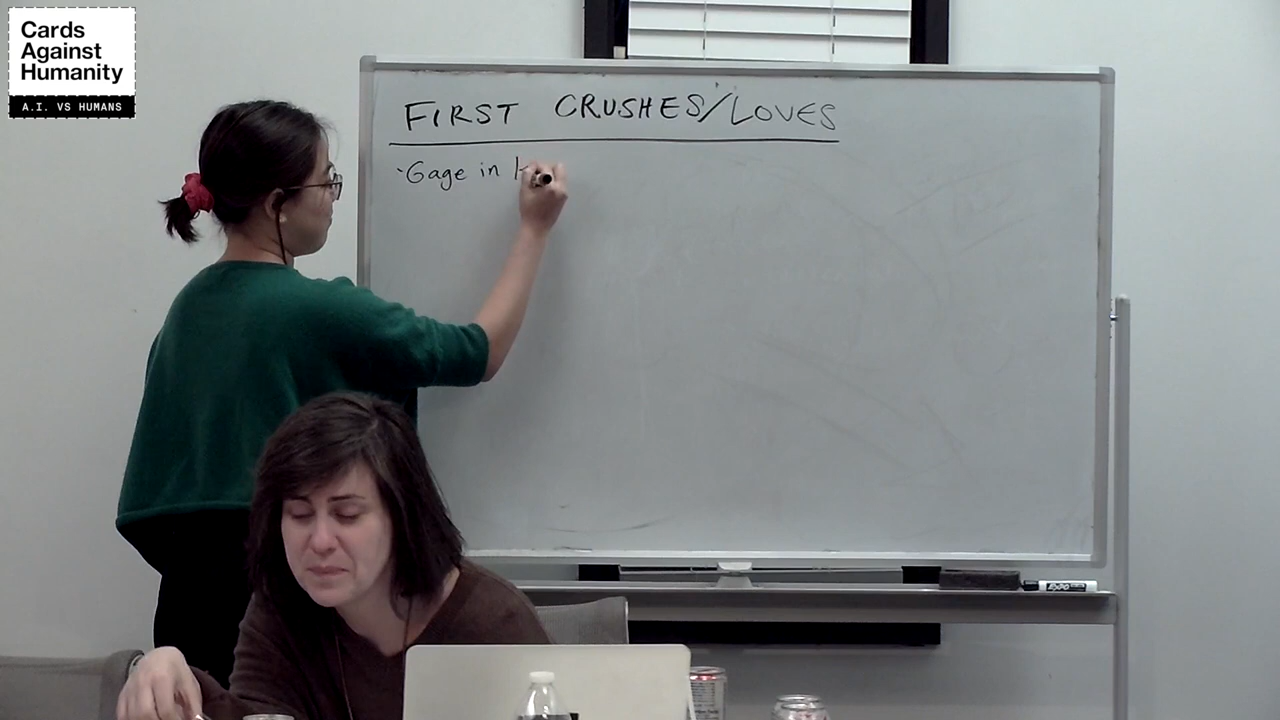 Cards
Against
Humanity
A.I. VS HUMANS
FIRST CRUSHES/LOVES
·Gage in
EXPO